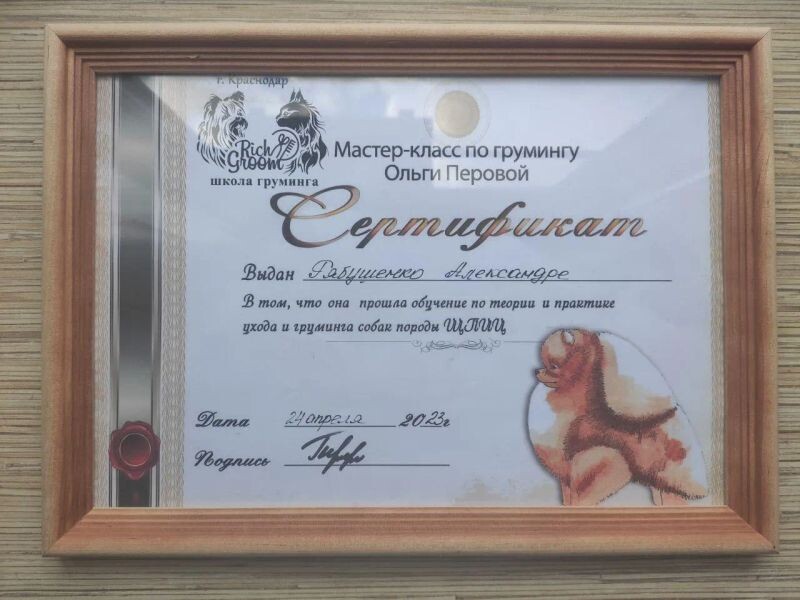 г. Краснодар
Rich
Groom
школа груминга
Мастер-класс по грумингу
Ольги Перовой
Сертификат
Выдан Рябушенко Александре
В том, что она прошла обучение по теории и практике
ухода и груминга собак породы ШПИЦ
Дата 24 апреля 2023г
Подпись